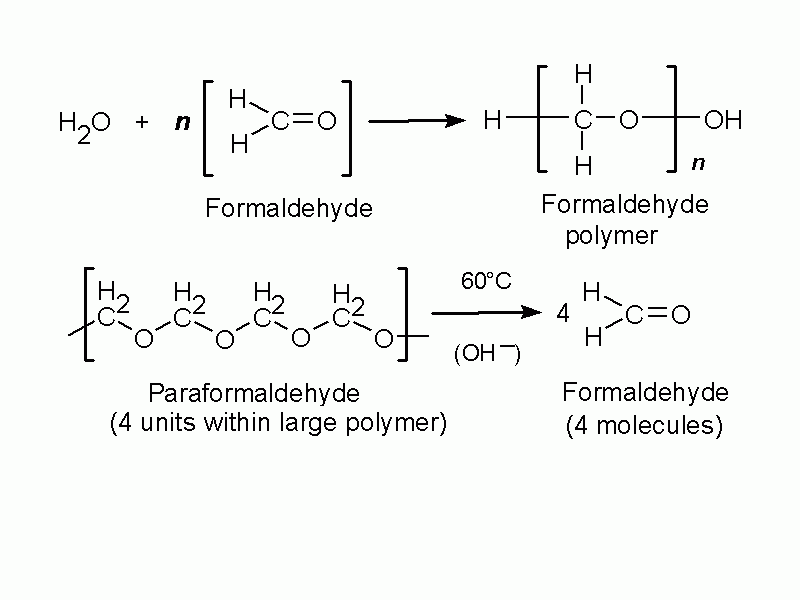 H2O + n [ H H C=O ] → H [ H C O H ]n OH
Formaldehyde
Formaldehyde
polymer
[ H2 C O H2 C O H2 C O H2 C O ] 60°C (OH⁻) 4 H H C=O
Paraformaldehyde
(4 units within large polymer)
Formaldehyde
(4 molecules)